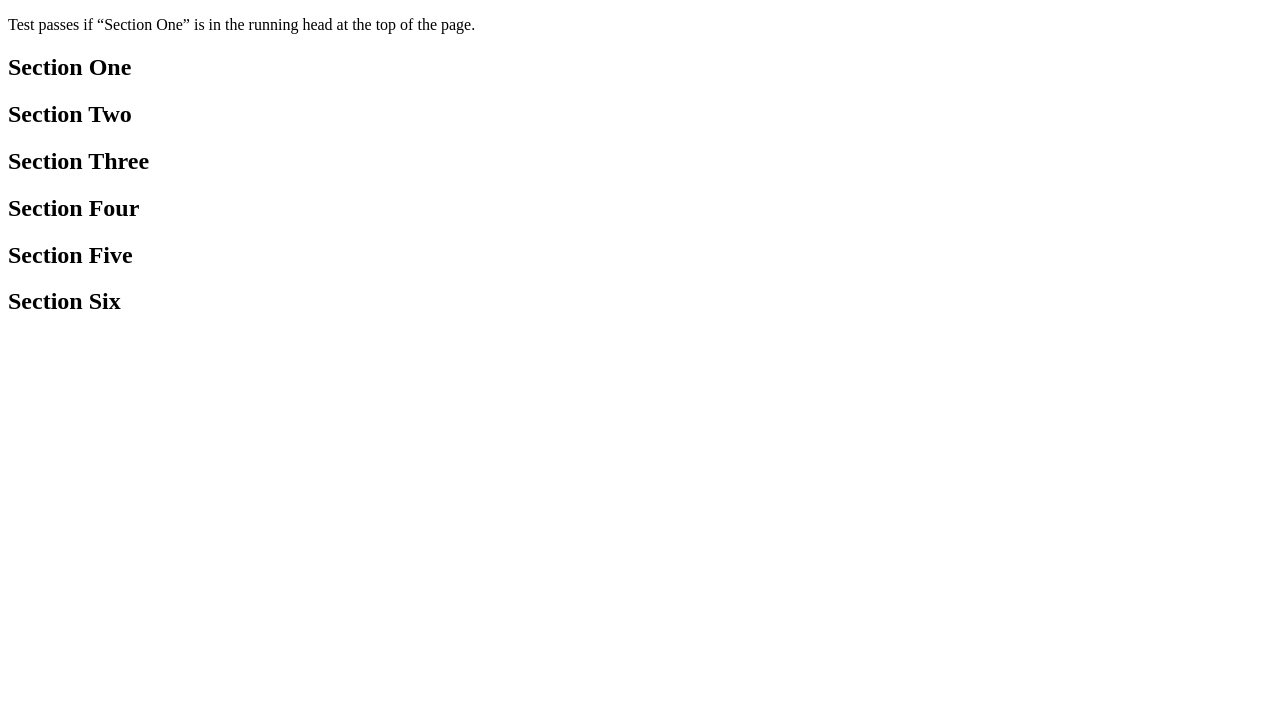 Test passes if “Section One” is in the running head at the top of the page.
Section One
Section Two
Section Three
Section Four
Section Five
Section Six